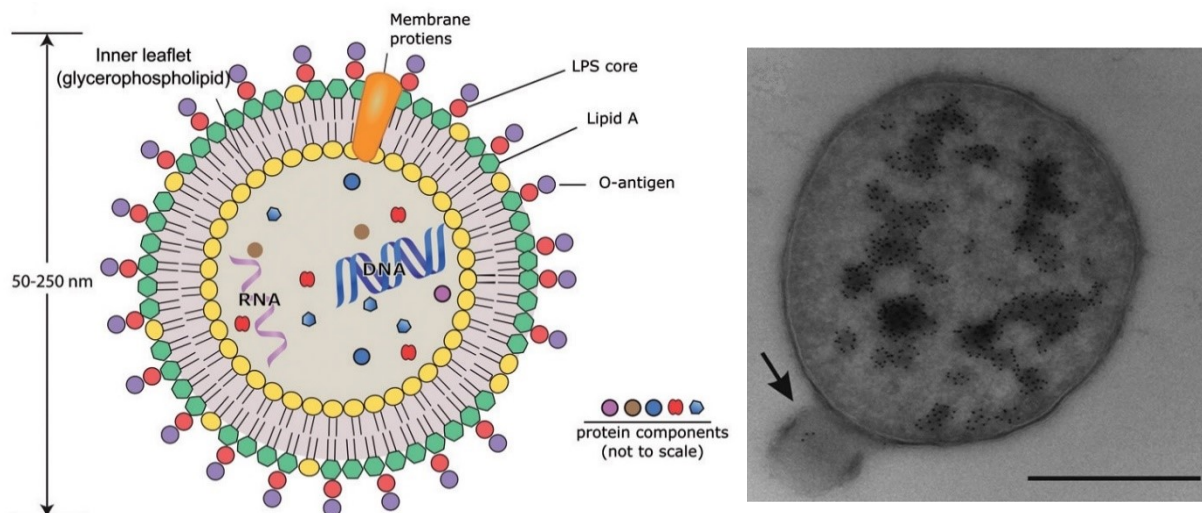 Membrane
protiens
Inner leaflet
(glycerophospholipid)
LPS core
Lipid A
O-antigen
50-250 nm
DNA
RNA
protein components
(not to scale)